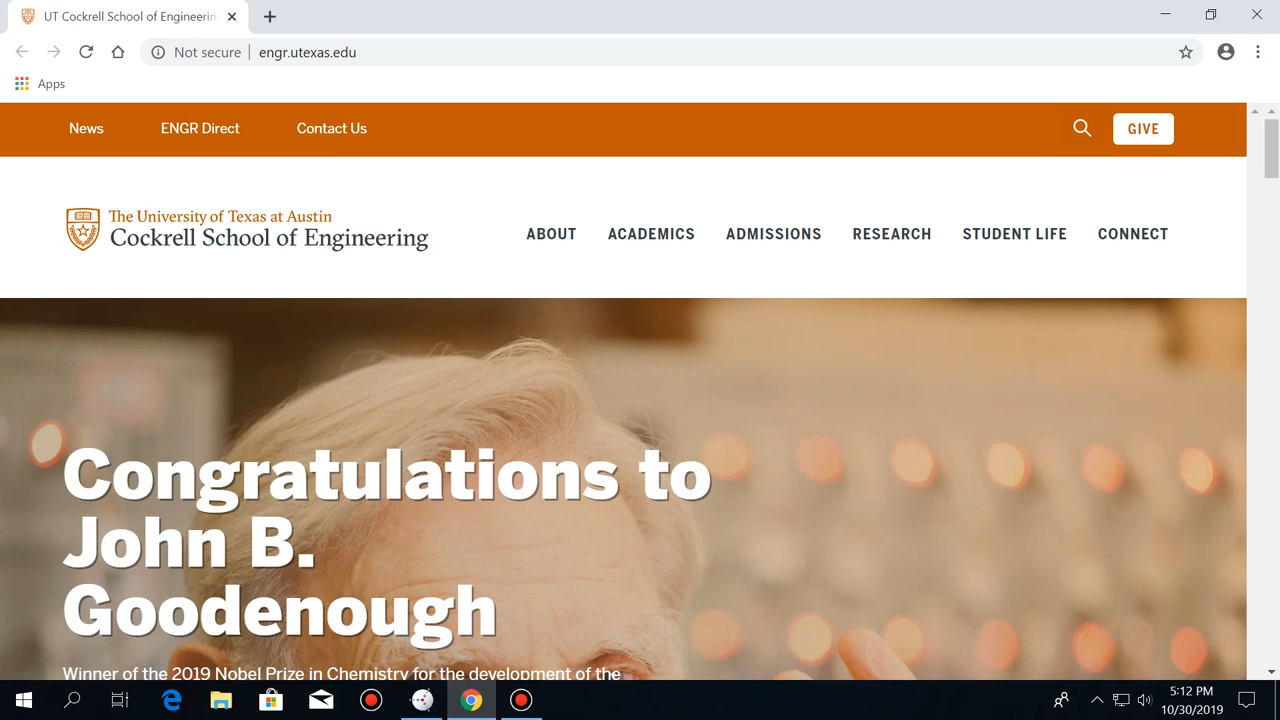 UT Cockrell School of Engineerin
Not secure | engr.utexas.edu
Apps
News ENGR Direct Contact Us GIVE
The University of Texas at Austin
Cockrell School of Engineering
ABOUT ACADEMICS ADMISSIONS RESEARCH STUDENT LIFE CONNECT
Congratulations to
John B.
Goodenough
Winner of the 2019 Nobel Prize in Chemistry for the development of the
5:12 PM
10/30/2019